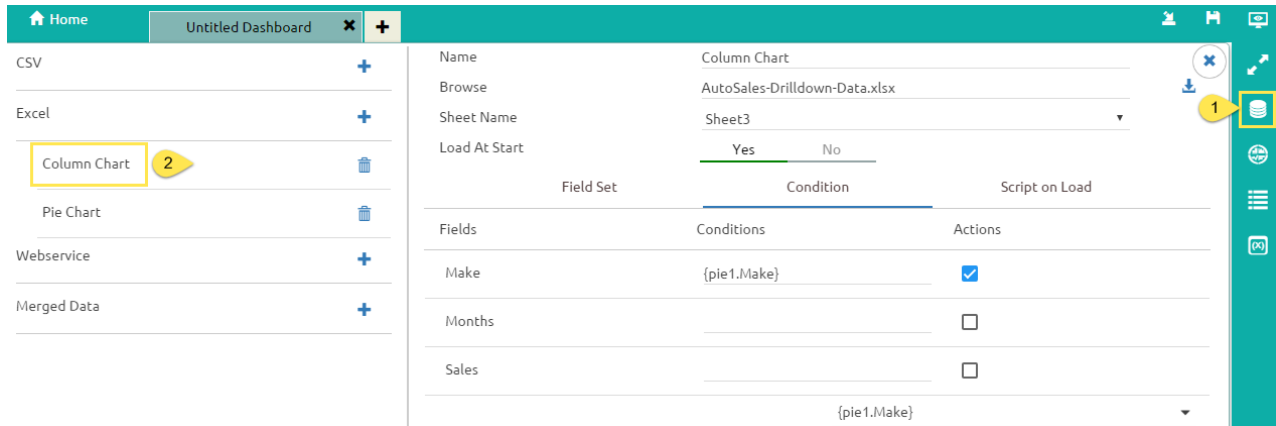 Home
Untitled Dashboard
CSV
Excel
Column Chart 2
Pie Chart
Webservice
Merged Data
Name Column Chart
Browse AutoSales-Drilldown-Data.xlsx
Sheet Name Sheet3
Load At Start Yes No
Field Set Condition Script on Load
Fields Conditions Actions
Make {pie1.Make}
Months
Sales
{pie1.Make}
1
(x)